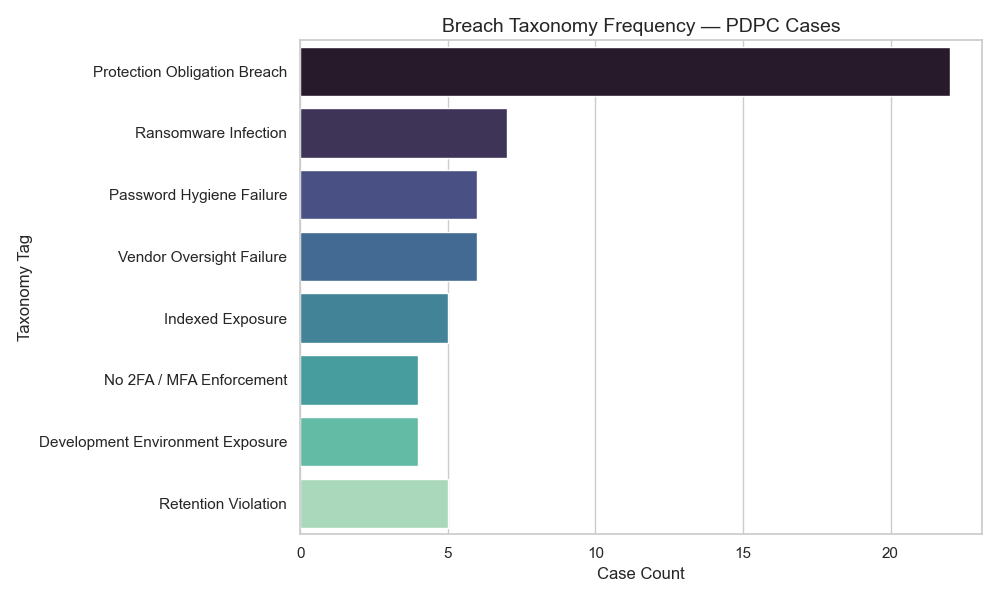 Breach Taxonomy Frequency — PDPC Cases
Taxonomy Tag
Protection Obligation Breach
Ransomware Infection
Password Hygiene Failure
Vendor Oversight Failure
Indexed Exposure
No 2FA / MFA Enforcement
Development Environment Exposure
Retention Violation
0 5 10 15 20
Case Count